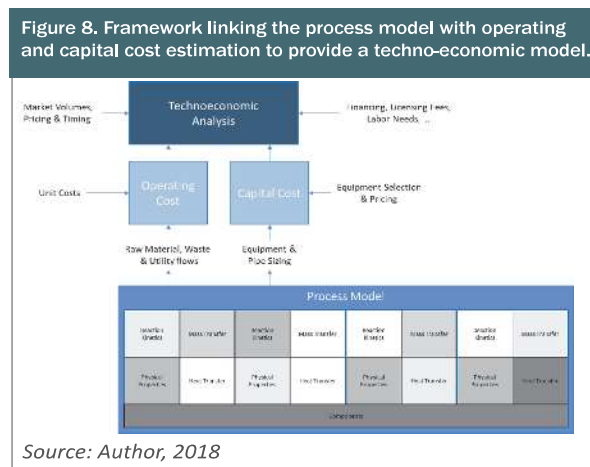 Figure 8. Framework linking the process model with operating
and capital cost estimation to provide a techno-economic model.
Market Volumes,
Pricing & Timing
Technoeconomic
Analysis
Financing, Licensing Fees,
Labor Needs, ...
Unit Costs
Operating
Cost
Capital Cost
Equipment Selection
& Pricing
Raw Material, Waste
& Utility flows
Equipment &
Pipe Sizing
Process Model
Reaction
Kinetics
Mass Transfer
Reaction
Kinetics
Mass Transfer
Reaction
Kinetics
Mass Transfer
Reaction
Kinetics
Mass Transfer
Physical
Properties
Heat Transfer
Physical
Properties
Heat Transfer
Physical
Properties
Heat Transfer
Physical
Properties
Heat Transfer
Components
Source: Author, 2018